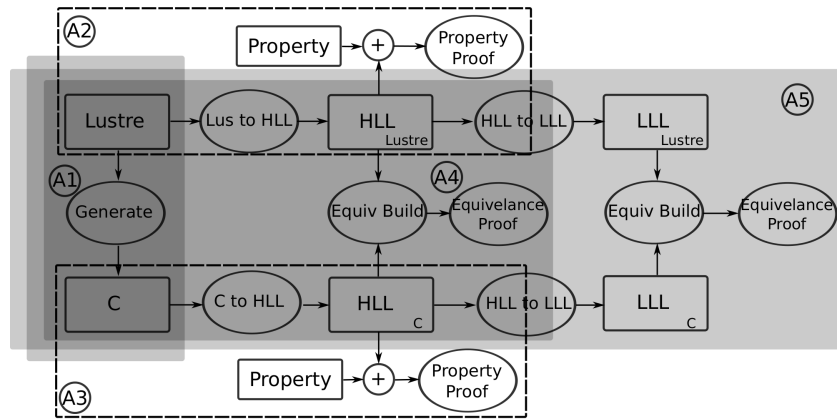 A2
Property
+
Property
Proof
A5
Lustre
Lus to HLL
HLL
Lustre
HLL to LLL
LLL
Lustre
A1
A4
Generate
Equiv Build
Equivelance
Proof
Equiv Build
Equivelance
Proof
C
C to HLL
HLL
C
HLL to LLL
LLL
C
Property
+
Property
Proof
A3